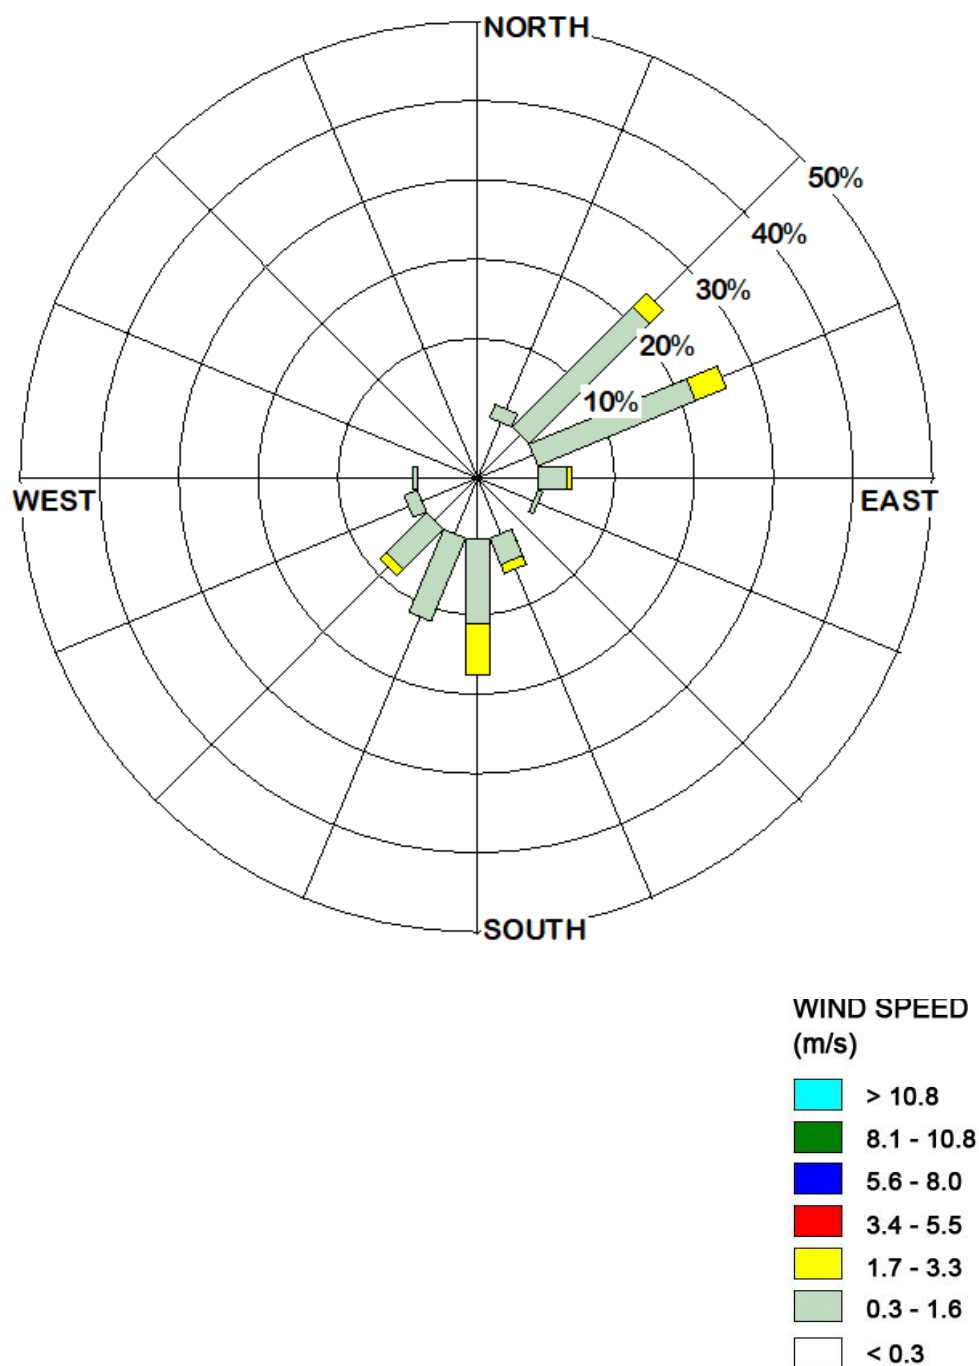 NORTH
50%
40%
30%
20%
10%
WEST
EAST
SOUTH
WIND SPEED
(m/s)
> 10.8
8.1 - 10.8
5.6 - 8.0
3.4 - 5.5
1.7 - 3.3
0.3 - 1.6
< 0.3